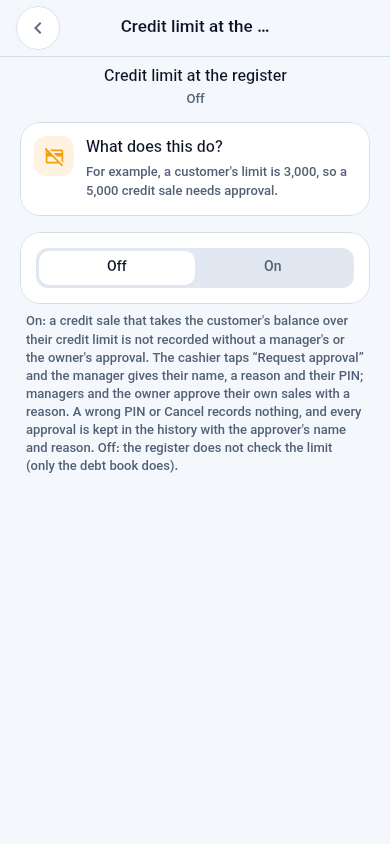 Credit limit at the …
Credit limit at the register
Off
What does this do?
For example, a customer's limit is 3,000, so a
5,000 credit sale needs approval.
Off
On
On: a credit sale that takes the customer's balance over
their credit limit is not recorded without a manager's or
the owner's approval. The cashier taps “Request approval”
and the manager gives their name, a reason and their PIN;
managers and the owner approve their own sales with a
reason. A wrong PIN or Cancel records nothing, and every
approval is kept in the history with the approver's name
and reason. Off: the register does not check the limit
(only the debt book does).